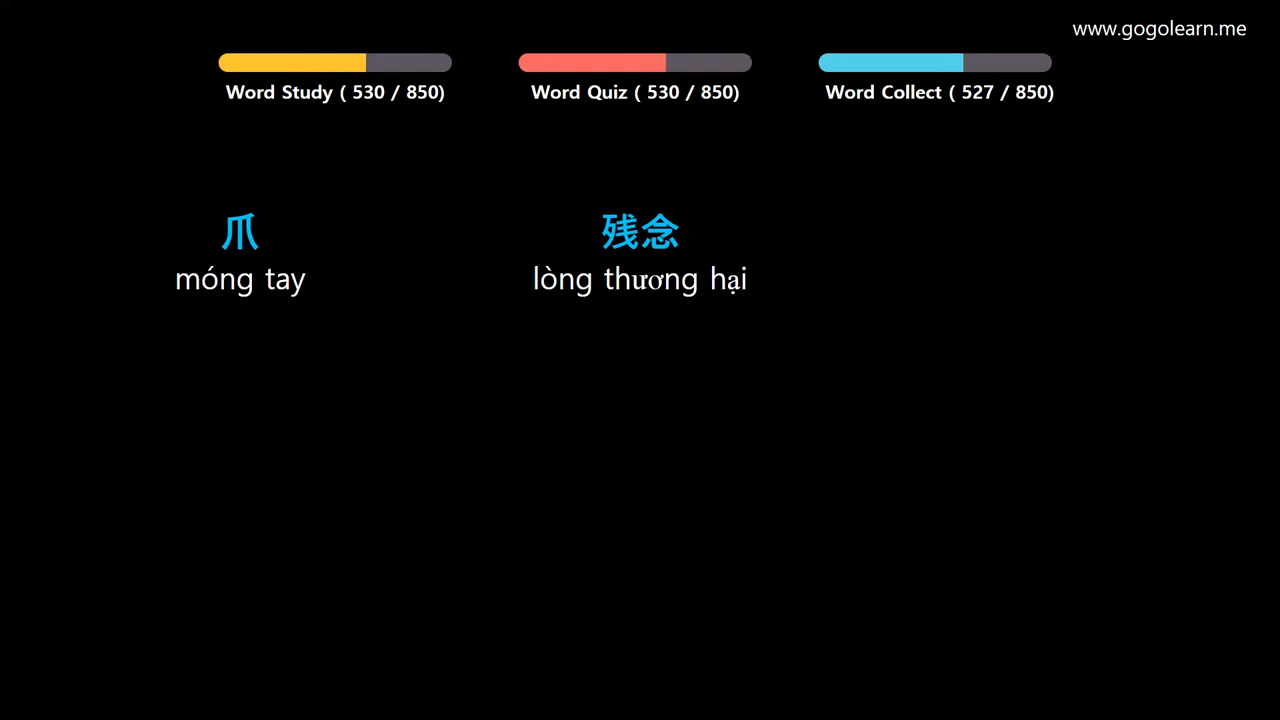 www.gogolearn.me
Word Study ( 530 / 850)
Word Quiz ( 530 / 850)
Word Collect ( 527 / 850)
爪
móng tay
残念
lòng thương hại